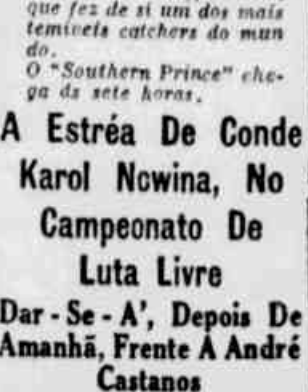 que fez de si um dos mais
temiveis catchers do mun
do.
O "Southern Prince" che-
ga ás sete horas.
A Estréa De Conde
Karol Nowina, No
Campeonato De
Luta Livre
Dar-Se-A', Depois De
Amanhã, Frente A André
Castanos